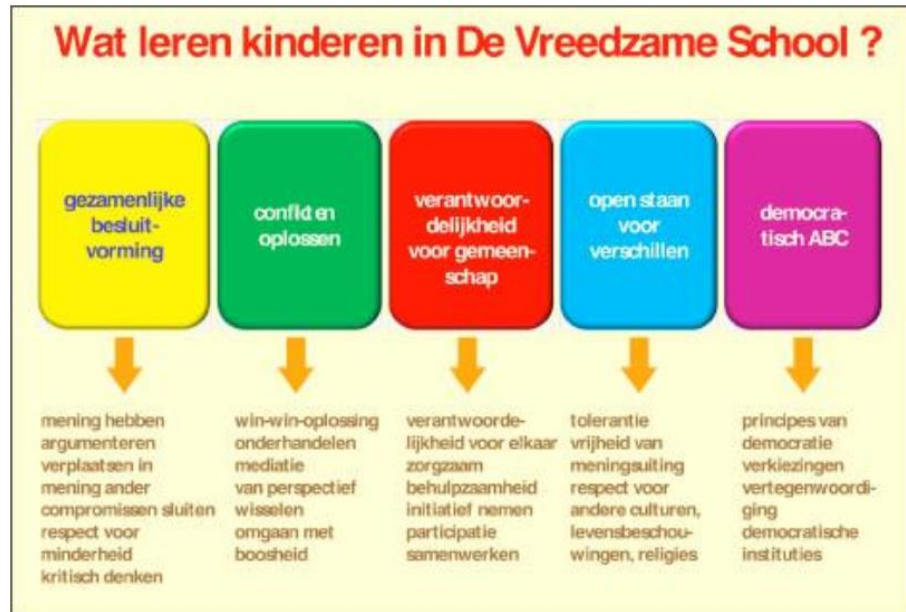 Wat leren kinderen in De Vreedzame School ?
gezamenlijke
besluit-
vorming
conflicten
oplossen
verantwoor-
delijkheid
voor gemeen-
schap
open staan
voor
verschillen
democra-
tisch ABC
mening hebben
argumenteren
verplaatsen in
mening ander
compromissen sluiten
respect voor
minderheid
kritisch denken
win-win-oplossing
onderhandelen
mediatie
van perspectief
wisselen
omgaan met
boosheid
verantwoorde-
lijkheid voor elkaar
zorgzaam
behulpzaamheid
initiatief nemen
participatie
samenwerken
tolerantie
vrijheid van
meningsuiting
respect voor
andere culturen,
levensbeschou-
wingen, religies
principes van
democratie
verkiezingen
vertegenwoordi-
ging
democratische
instituties